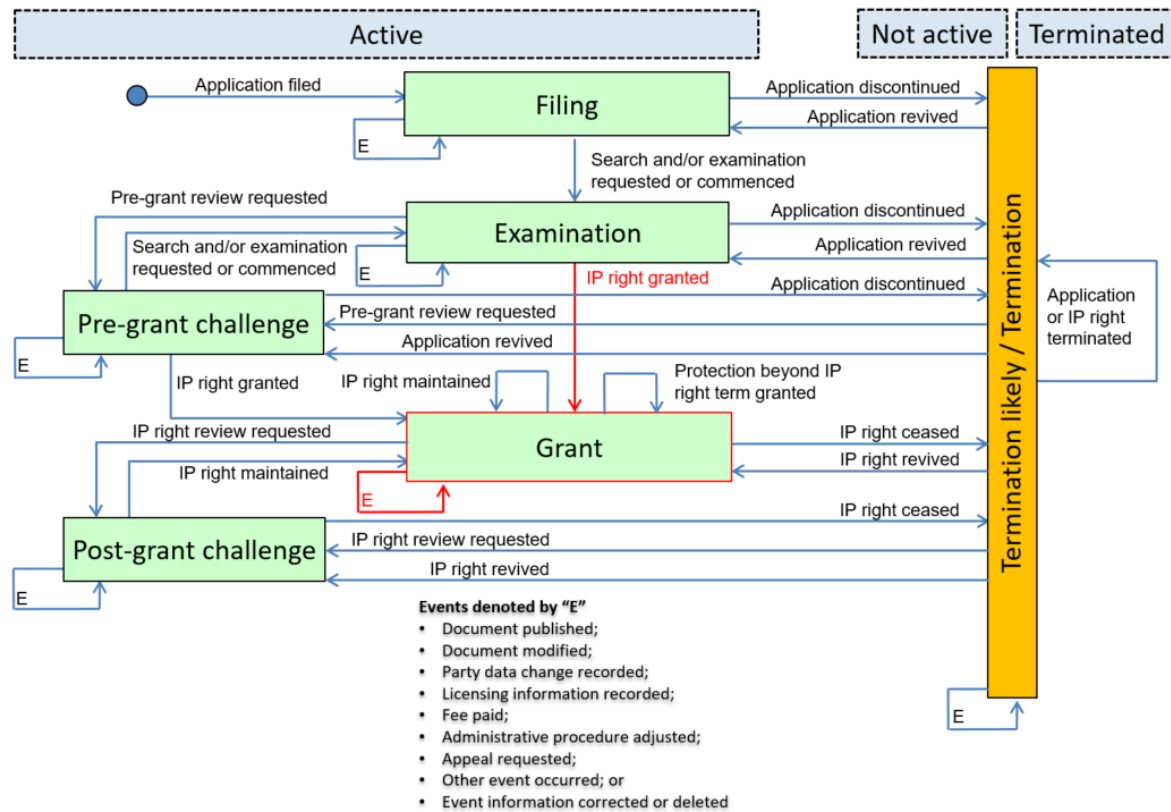 Active
Not active
Terminated
Application filed
Filing
Application discontinued
Application revived
E
Search and/or examination
requested or commenced
Pre-grant review requested
Examination
Application discontinued
Application revived
Search and/or examination
requested or commenced
E
IP right granted
Application discontinued
Pre-grant challenge
Pre-grant review requested
Application revived
E
Application
or IP right
terminated
Termination likely / Termination
IP right granted
IP right maintained
Protection beyond IP
right term granted
IP right review requested
Grant
IP right ceased
IP right revived
IP right maintained
E
IP right ceased
Post-grant challenge
IP right review requested
IP right revived
E
Events denoted by “E”
• Document published;
• Document modified;
• Party data change recorded;
• Licensing information recorded;
• Fee paid;
• Administrative procedure adjusted;
• Appeal requested;
• Other event occurred; or
• Event information corrected or deleted
E